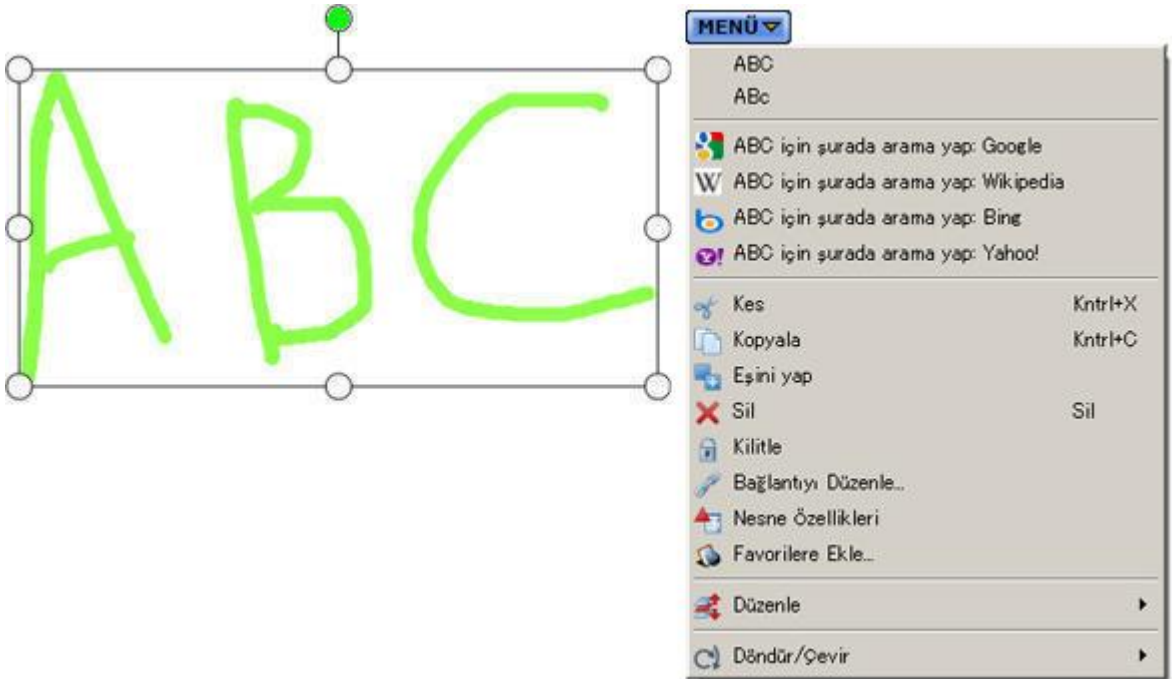 ABC
MENÜ
ABC
ABc
ABC için şurada arama yap: Google
W ABC için şurada arama yap: Wikipedia
ABC için şurada arama yap: Bing
Y! ABC için şurada arama yap: Yahoo!
Kes Kntrl+X
Kopyala Kntrl+C
Eşini yap
Sil Sil
Kilitle
Bağlantıyı Düzenle...
Nesne Özellikleri
Favorilere Ekle...
Düzenle
Döndür/Çevir